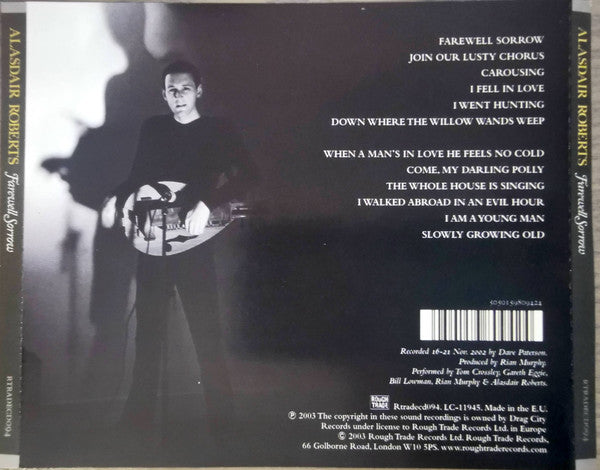 ALASDAIR ROBERTS Farewell Sorrow
RTRADECD094
FAREWELL SORROW
JOIN OUR LUSTY CHORUS
CAROUSING
I FELL IN LOVE
I WENT HUNTING
DOWN WHERE THE WILLOW WANDS WEEP
WHEN A MAN'S IN LOVE HE FEELS NO COLD
COME, MY DARLING POLLY
THE WHOLE HOUSE IS SINGING
I WALKED ABROAD IN AN EVIL HOUR
I AM A YOUNG MAN
SLOWLY GROWING OLD
5050159809424
Recorded 16-21 Nov. 2002 by Dave Paterson.
Produced by Rian Murphy.
Performed by Tom Crossley, Gareth Eggie,
Bill Lowman, Rian Murphy & Alasdair Roberts.
ROUGH
TRADE
Rtradecd094. LC-11945. Made in the E.U.
℗ 2003 The copyright in these sound recordings is owned by Drag City
Records under license to Rough Trade Records Ltd. in Europe
© 2003 Rough Trade Records Ltd. Rough Trade Records,
66 Golborne Road, London W10 5PS. www.roughtraderecords.com
ALASDAIR ROBERTS Farewell Sorrow
RTRADECD094